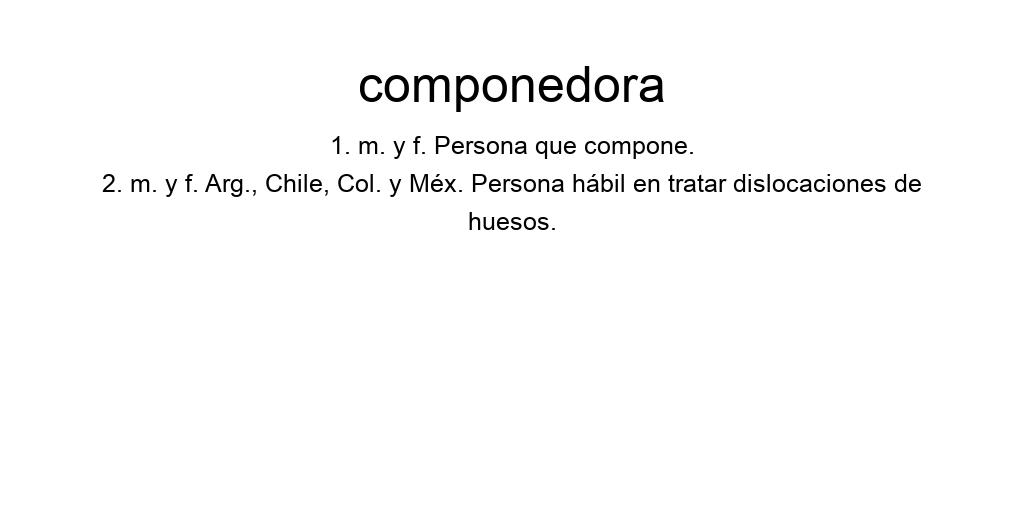 componedora
1. m. y f. Persona que compone.
2. m. y f. Arg., Chile, Col. y Méx. Persona hábil en tratar dislocaciones de
huesos.